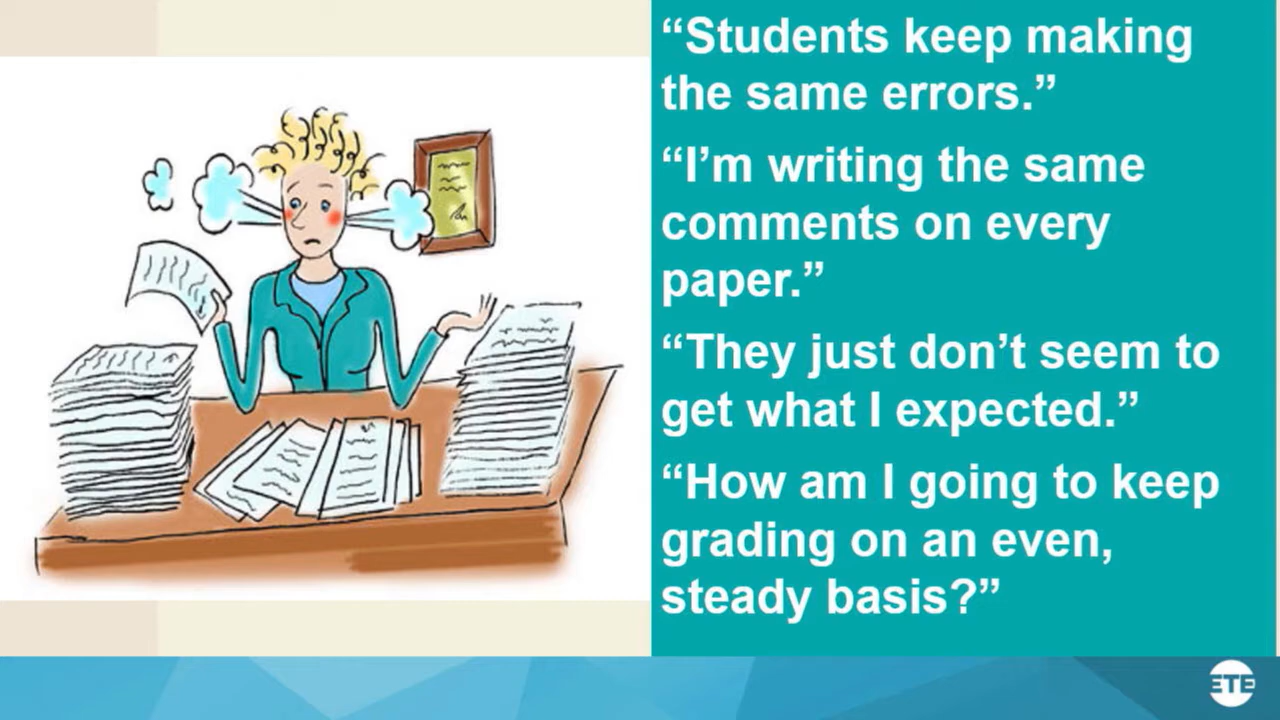 “Students keep making
the same errors.”
“I’m writing the same
comments on every
paper.”
“They just don’t seem to
get what I expected.”
“How am I going to keep
grading on an even,
steady basis?”
ETE